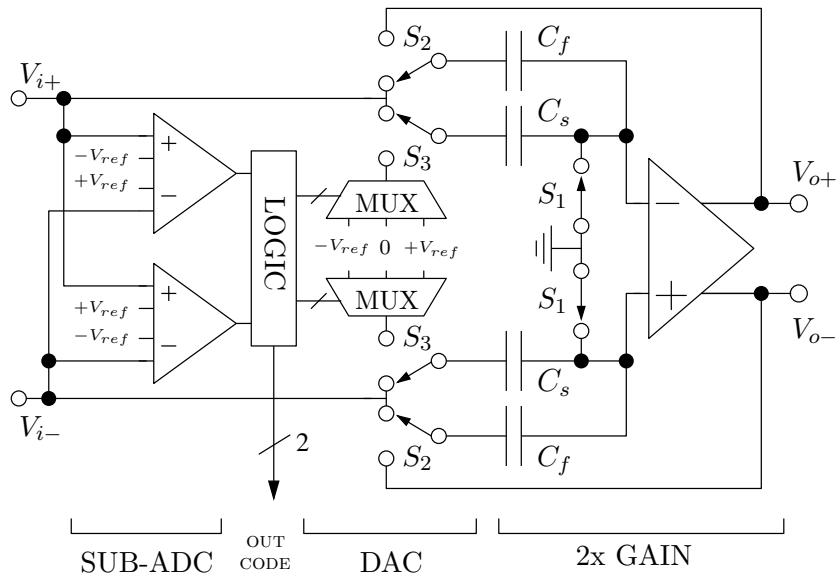 S2
Cf
Vi+
Cs
+
−Vref
+Vref
−
S3
MUX
LOGIC
−Vref 0 +Vref
MUX
S1
S1
−
+
Vo+
Vo−
+
+Vref
−Vref
−
S3
Cs
Vi−
S2
Cf
2
SUB-ADC
OUT
CODE
DAC
2x GAIN